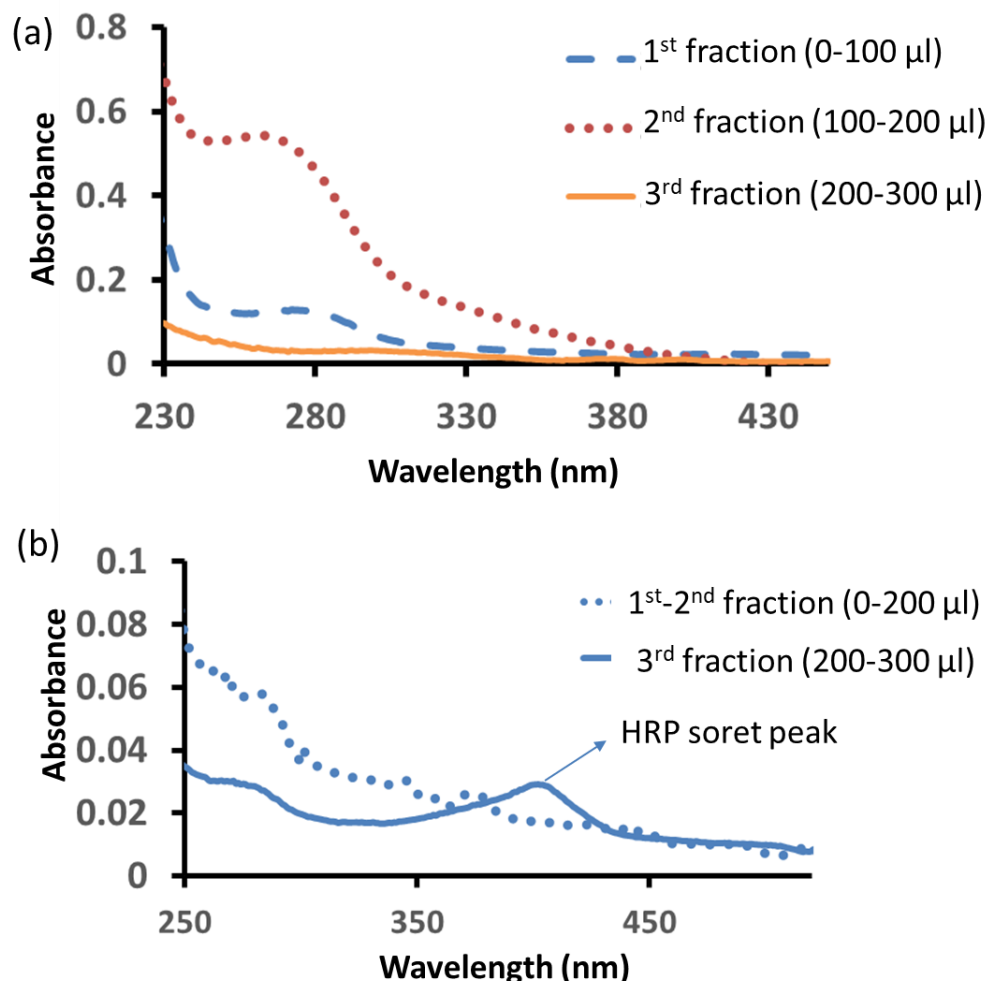 (a)
0.8
0.6
0.4
0.2
0
Absorbance
1st fraction (0-100 µl)
2nd fraction (100-200 µl)
3rd fraction (200-300 µl)
230 280 330 380 430
Wavelength (nm)
(b)
0.1
0.08
0.06
0.04
0.02
0
Absorbance
1st-2nd fraction (0-200 µl)
3rd fraction (200-300 µl)
HRP soret peak
250 350 450
Wavelength (nm)